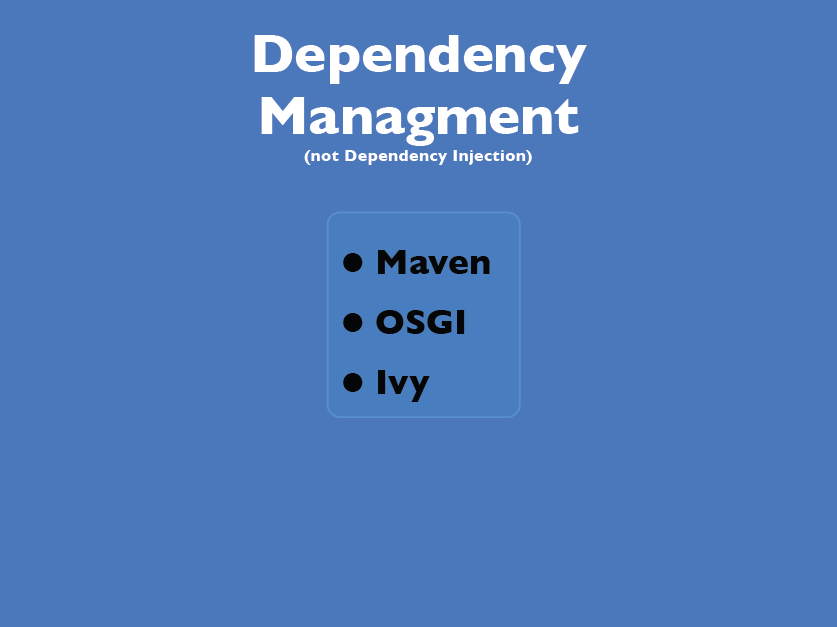 Dependency
Managment
(not Dependency Injection)
● Maven
● OSGI
● Ivy